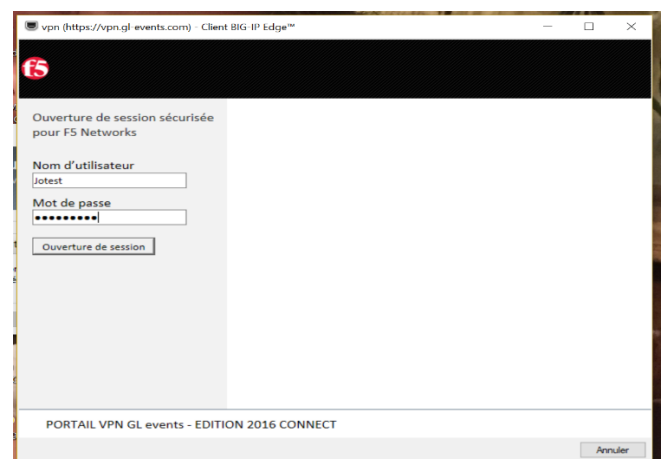 vpn (https://vpn.gl-events.com) - Client BIG-IP Edge™
f5
Ouverture de session sécurisée
pour F5 Networks
Nom d'utilisateur
Jotest
Mot de passe
•••••••••
Ouverture de session
PORTAIL VPN GL events - EDITION 2016 CONNECT
Annuler